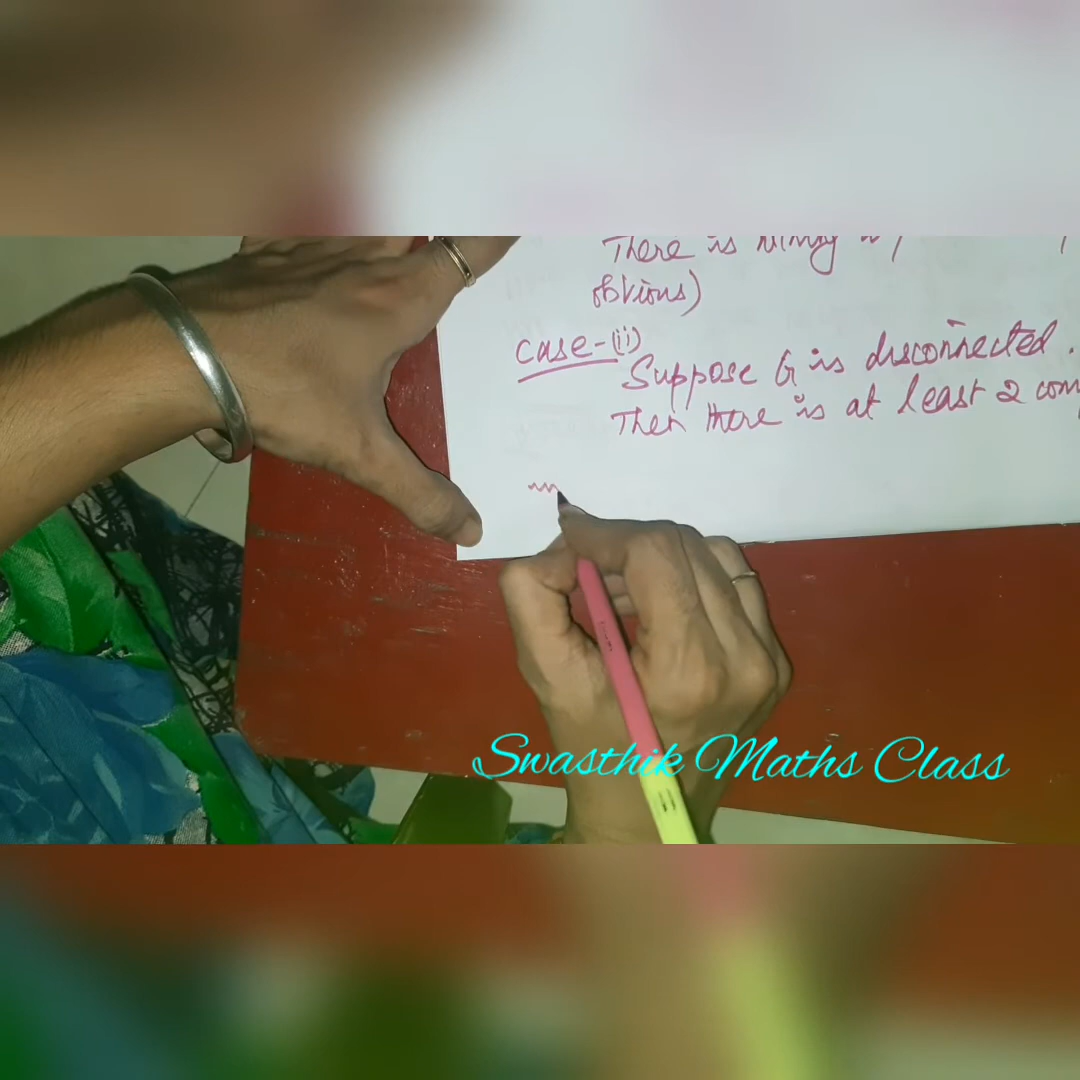 There is
obvious)
case-(ii)
Suppose G is disconnected.
Then there is at least 2 com
Swasthik Maths Class